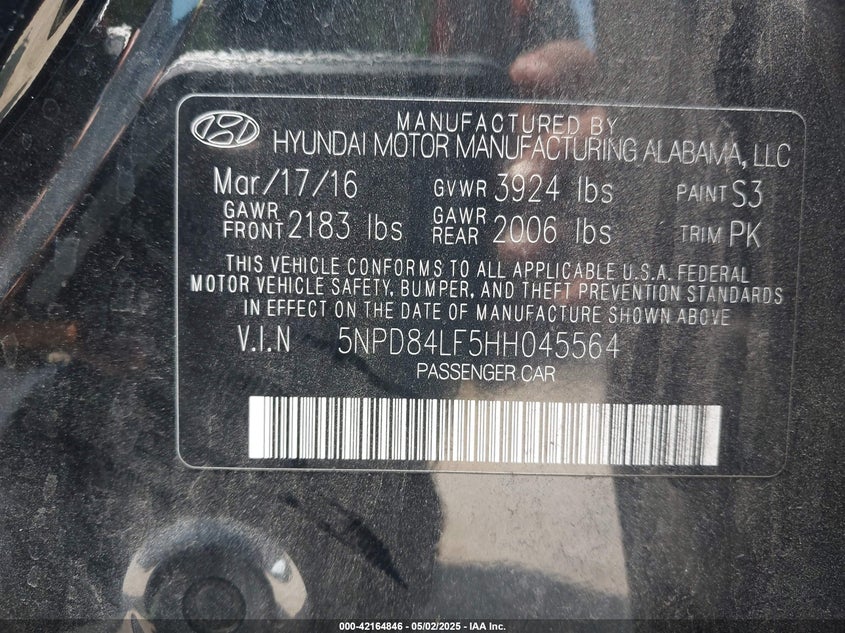 MANUFACTURED BY
HYUNDAI MOTOR MANUFACTURING ALABAMA, LLC
Mar/17/16 GVWR 3924 lbs PAINT S3
GAWR FRONT 2183 lbs GAWR REAR 2006 lbs TRIM PK
THIS VEHICLE CONFORMS TO ALL APPLICABLE U.S.A. FEDERAL
MOTOR VEHICLE SAFETY, BUMPER, AND THEFT PREVENTION STANDARDS
IN EFFECT ON THE DATE OF MANUFACTURE SHOWN ABOVE
V.I.N 5NPD84LF5HH045564
PASSENGER CAR
000-42164846 - 05/02/2025 - IAA Inc.